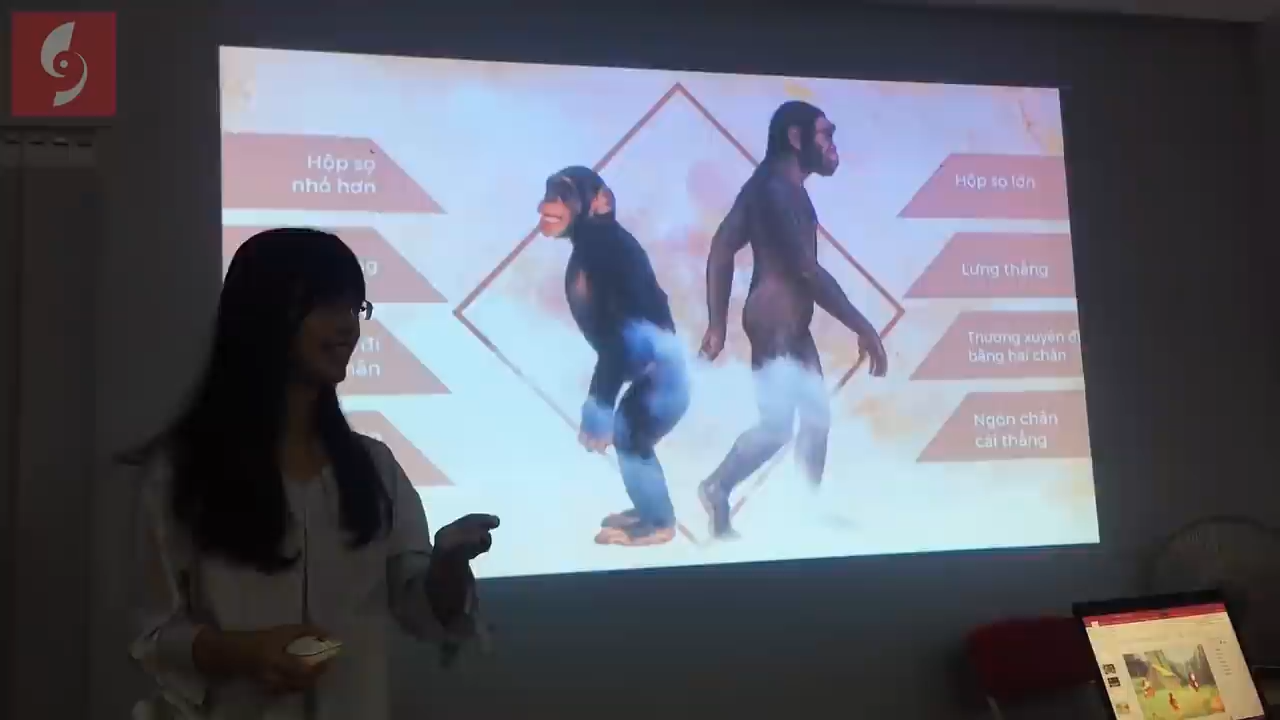 Hộp sọ
nhỏ hơn
đi
Hộp sọ lớn
Lưng thẳng
Thường xuyên đi
bằng hai chân
Ngón chân
cái thẳng